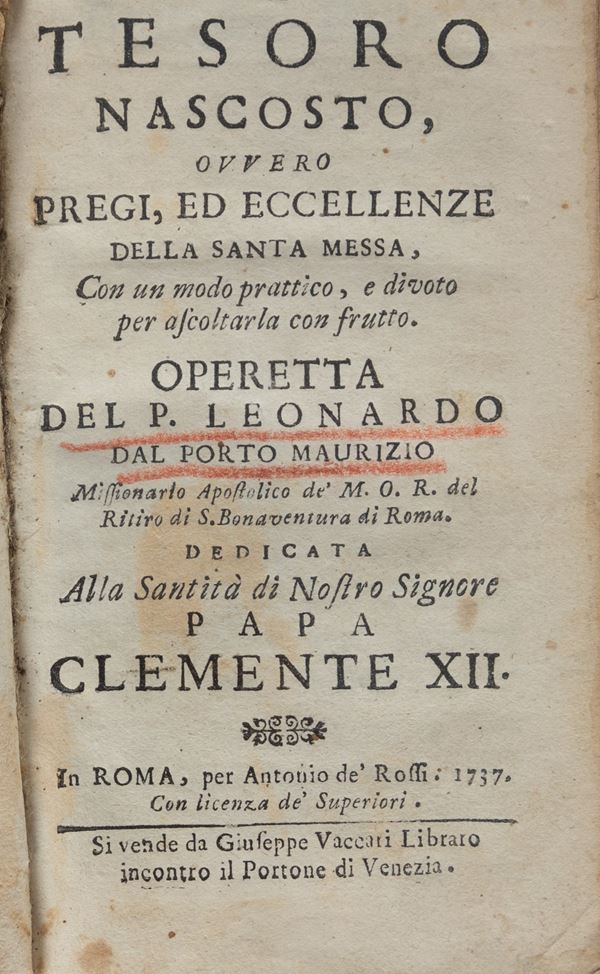 TESORO
NASCOSTO,
OVVERO
PREGI, ED ECCELLENZE
DELLA SANTA MESSA,
Con un modo prattico, e divoto
per aſcoltarla con frutto.
OPERETTA
DEL P. LEONARDO
DAL PORTO MAURIZIO
Miſſionario Apoſtolico de' M. O. R. del
Ritiro di S. Bonaventura di Roma.
DEDICATA
Alla Santità di Noſtro Signore
PAPA
CLEMENTE XII.
In ROMA, per Antonio de' Roſſi. 1737.
Con licenza de' Superiori.
Si vende da Giuſeppe Vaccari Libraro
incontro il Portone di Venezia.